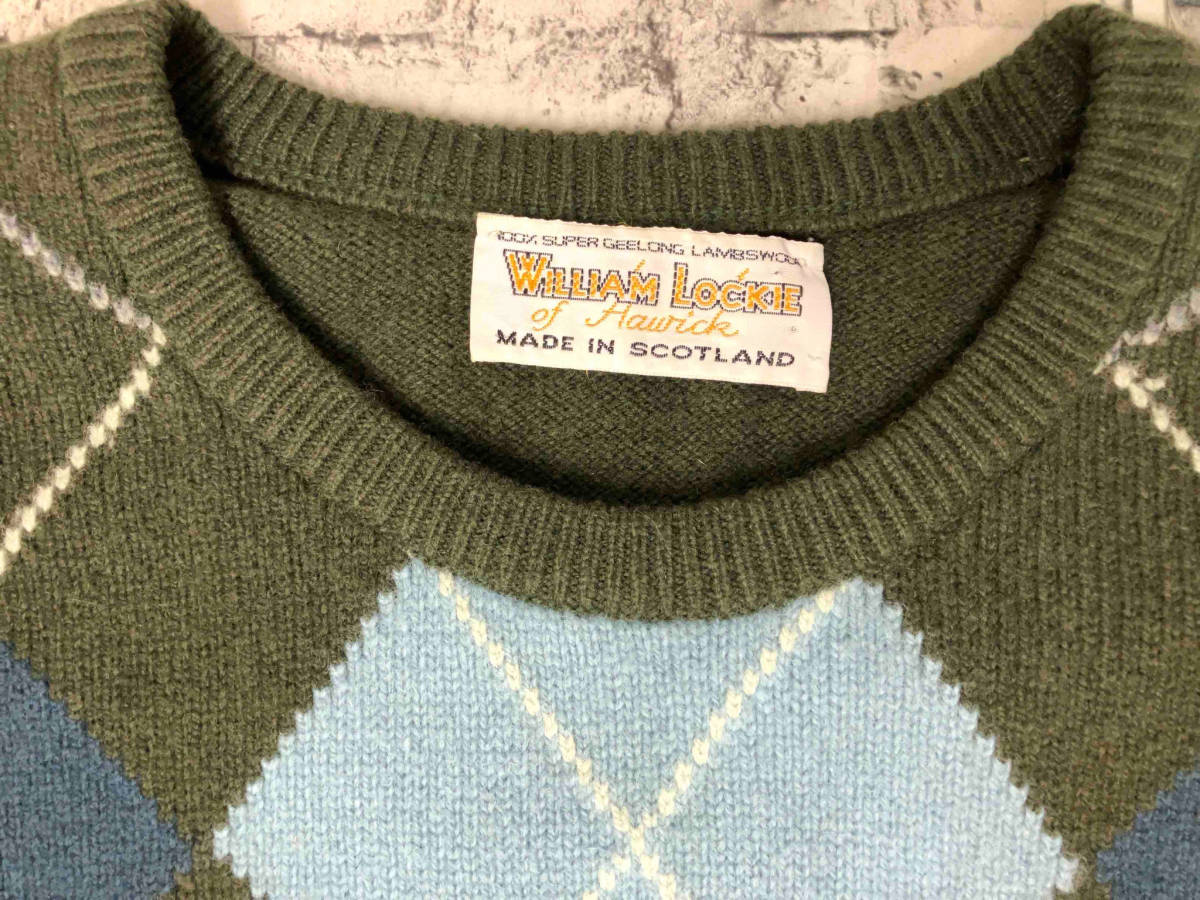 100% SUPER GEELONG LAMBSWOOL
WILLIAM LOCKIE
of Hawick
MADE IN SCOTLAND